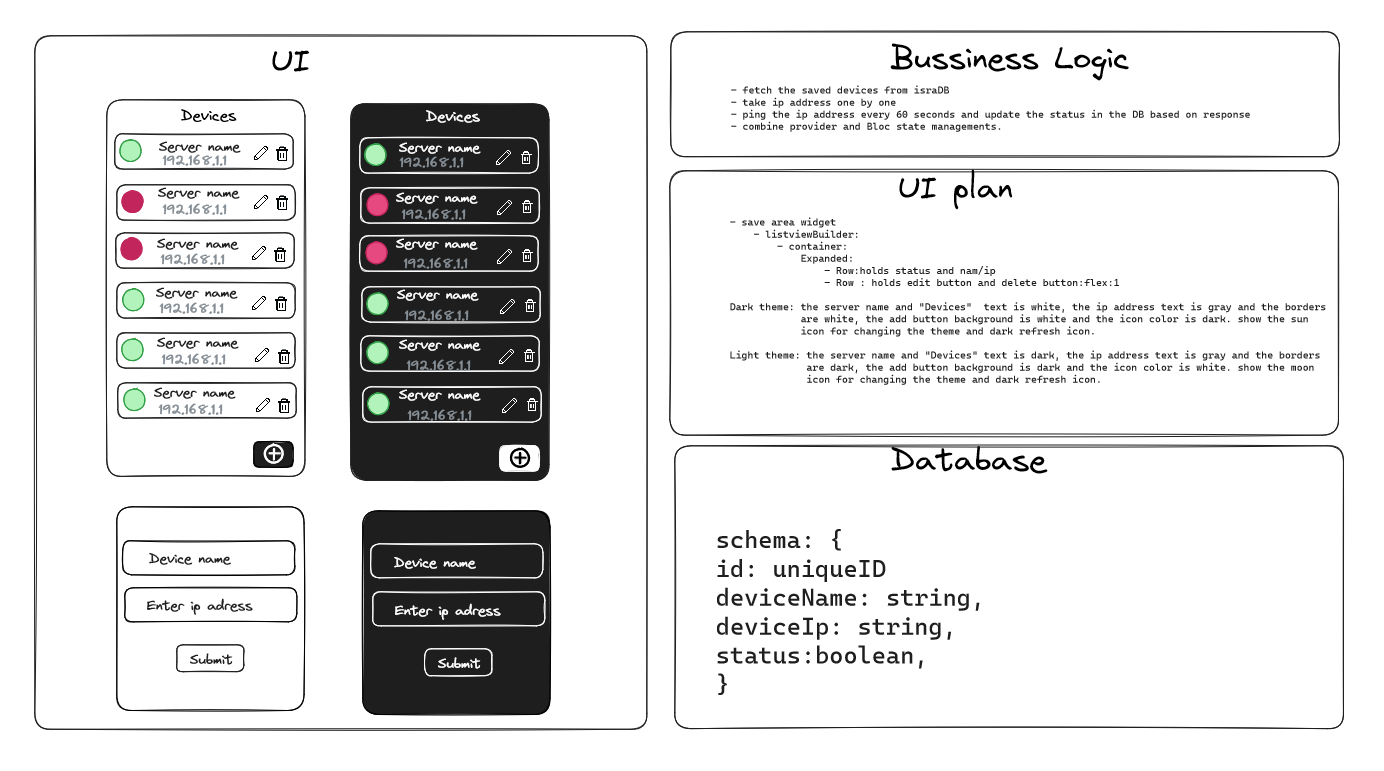 UI
Devices
Server name
192.168.1.1
Server name
192.168.1.1
Server name
192.168.1.1
Server name
192.168.1.1
Server name
192.168.1.1
Server name
192.168.1.1
Devices
Server name
192.168.1.1
Server name
192.168.1.1
Server name
192.168.1.1
Server name
192.168.1.1
Server name
192.168.1.1
Server name
192.168.1.1
Device name
Enter ip adress
Submit
Device name
Enter ip adress
Submit
Bussiness Logic
- fetch the saved devices from israDB
- take ip address one by one
- ping the ip address every 60 seconds and update the status in the DB based on response
- combine provider and Bloc state managements.
UI plan
- save area widget
- listviewBuilder:
- container:
Expanded:
- Row:holds status and nam/ip
- Row : holds edit button and delete button:flex:1
Dark theme: the server name and "Devices" text is white, the ip address text is gray and the borders
are white, the add button background is white and the icon color is dark. show the sun
icon for changing the theme and dark refresh icon.
Light theme: the server name and "Devices" text is dark, the ip address text is gray and the borders
are dark, the add button background is dark and the icon color is white. show the moon
icon for changing the theme and dark refresh icon.
Database
schema: {
id: uniqueID
deviceName: string,
deviceIp: string,
status:boolean,
}